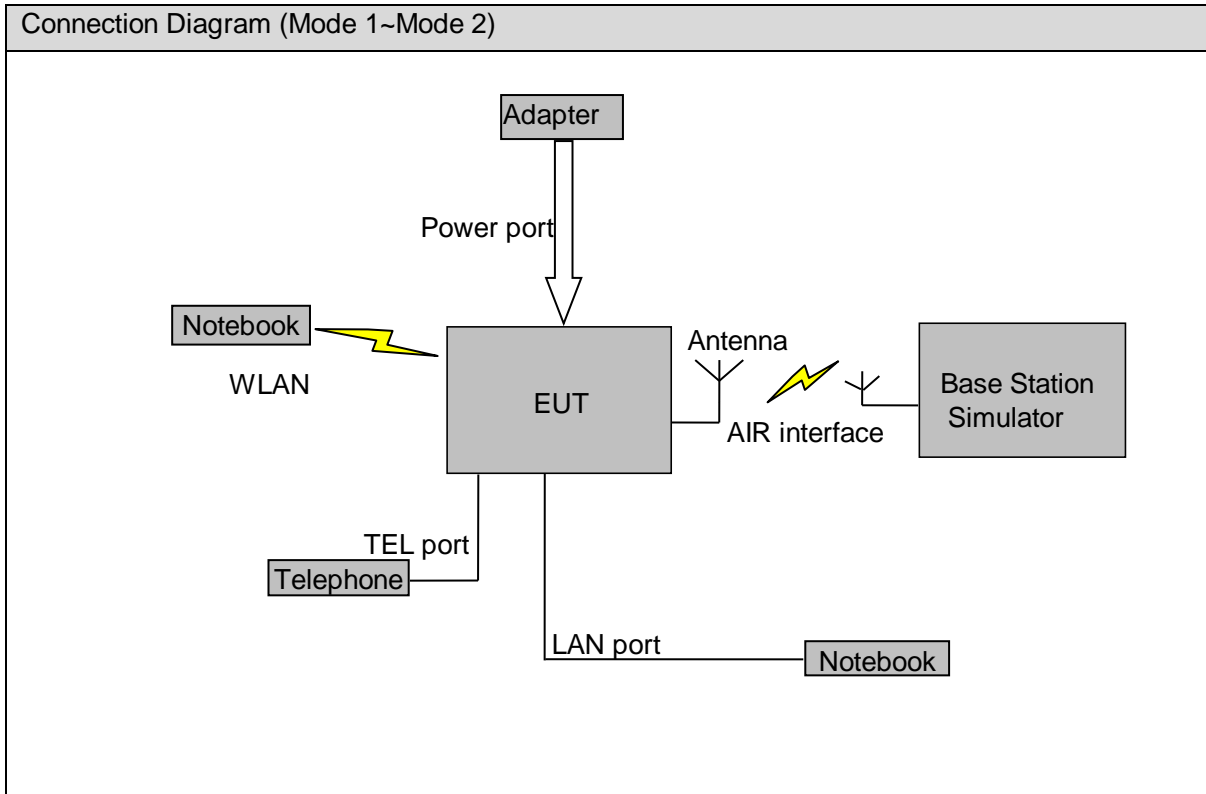 Connection Diagram (Mode 1~Mode 2)
Adapter
Power port
Notebook
WLAN
EUT
Antenna
AIR interface
Base Station
Simulator
TEL port
Telephone
LAN port
Notebook